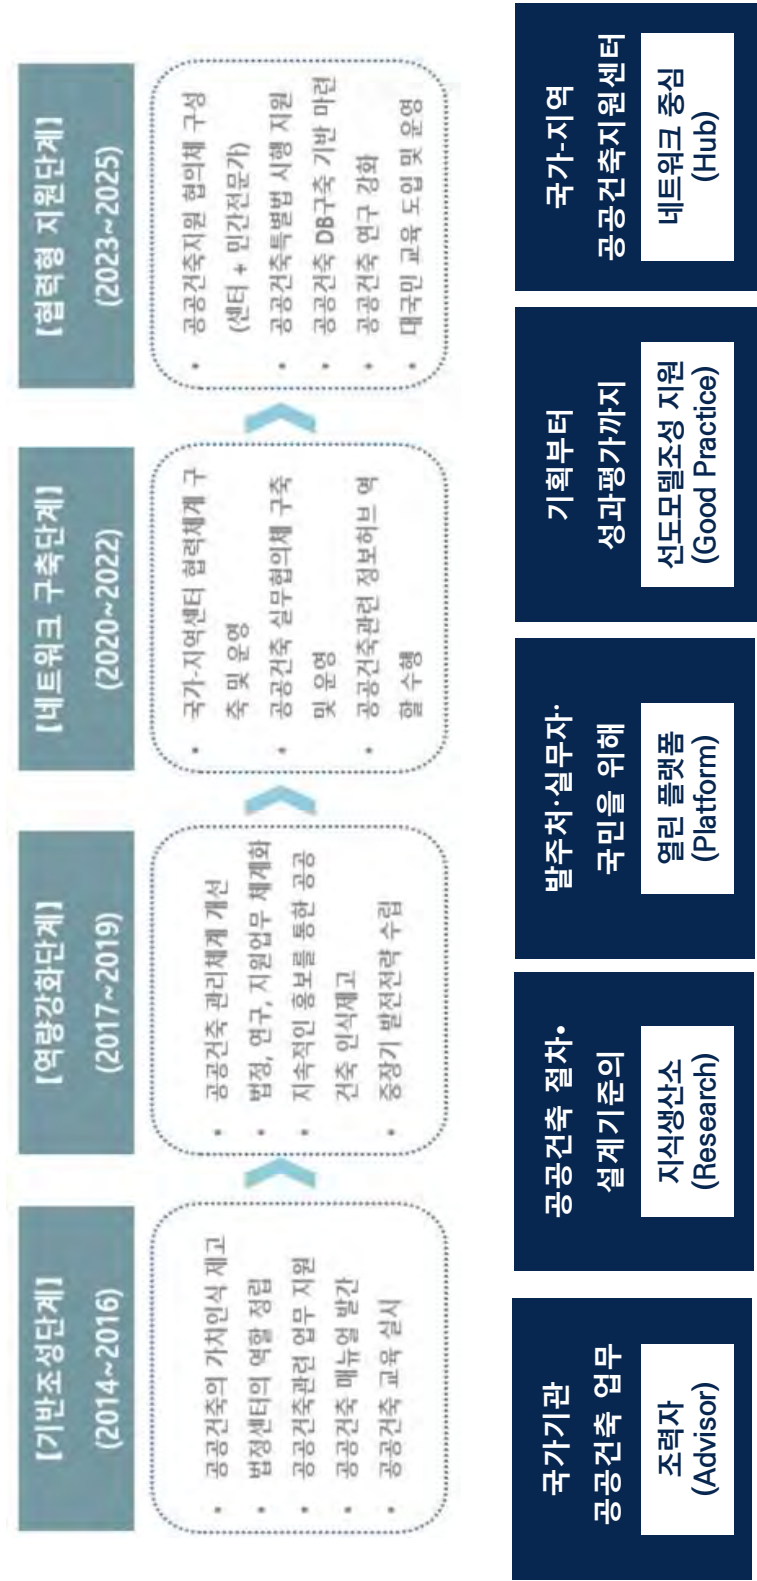 [기반조성단계]
(2014~2016)
• 공공건축의 가치인식 제고
• 법정센터의 역할 정립
• 공공건축관련 업무 지원
• 공공건축 매뉴얼 발간
• 공공건축 교육 실시
[역량강화단계]
(2017~2019)
• 공공건축 관리체계 개선
• 법정, 연구, 지원업무 체계화
• 지속적인 홍보를 통한 공공
건축 인식제고
• 중장기 발전전략 수립
[네트워크 구축단계]
(2020~2022)
• 국가-지역센터 협력체계 구
축 및 운영
• 공공건축 실무협의체 구축
및 운영
• 공공건축관련 정보허브 역
할 수행
[협력형 지원단계]
(2023~2025)
• 공공건축지원 협의체 구성
(센터 + 민간전문가)
• 공공건축특별법 시행 지원
• 공공건축 DB구축 기반 마련
• 공공건축 연구 강화
• 대국민 교육 도입 및 운영
국가기관
공공건축 업무
조력자
(Advisor)
공공건축 절차•
설계기준의
지식생산소
(Research)
발주처·실무자·
국민을 위해
열린 플랫폼
(Platform)
기획부터
성과평가까지
선도모델조성 지원
(Good Practice)
국가-지역
공공건축지원센터
네트워크 중심
(Hub)